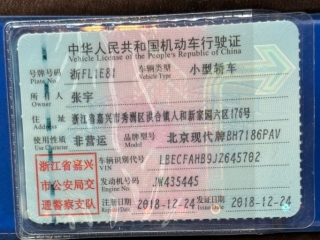 中华人民共和国机动车行驶证
Vehicle License of the People's Republic of China
号牌号码 浙FL1E81 车辆类型 小型轿车
Plate No. Vehicle Type
所有人 张宇
Owner
住址 浙江省嘉兴市秀洲区洪合镇人和新家园六区176号
Address
使用性质 非营运 品牌型号 北京现代牌BH7186PAV
Use Character Model
浙江省嘉兴市公安局交通警察支队
车辆识别代号 LBECFAHB9JZ645702
VIN
发动机号码 JW435445
Engine No.
注册日期 2018-12-24 发证日期 2018-12-24
Register Date Issue Date